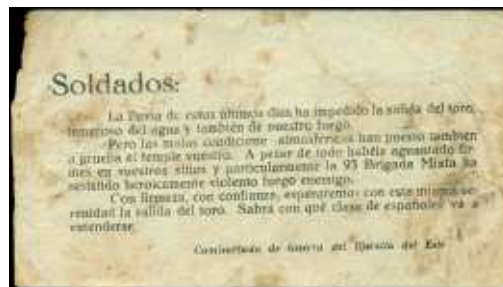 Soldados:
La lluvia de estos últimos días ha impedido la salida del toro,
temeroso del agua y también de nuestro fuego.
Pero las malas condiciones atmosféricas han puesto también
a prueba el temple vuestro. A pesar de todo habéis aguantado fir-
mes en vuestros sitios y particularmente la 93 Brigada Mixta ha
resistido heroicamente violento fuego enemigo.
Con firmeza, con confianza, esperaremos con esta misma se-
renidad la salida del toro. Sabrá con qué clase de españoles va a
entenderse.
Comisariado de Guerra del Ejército del Este